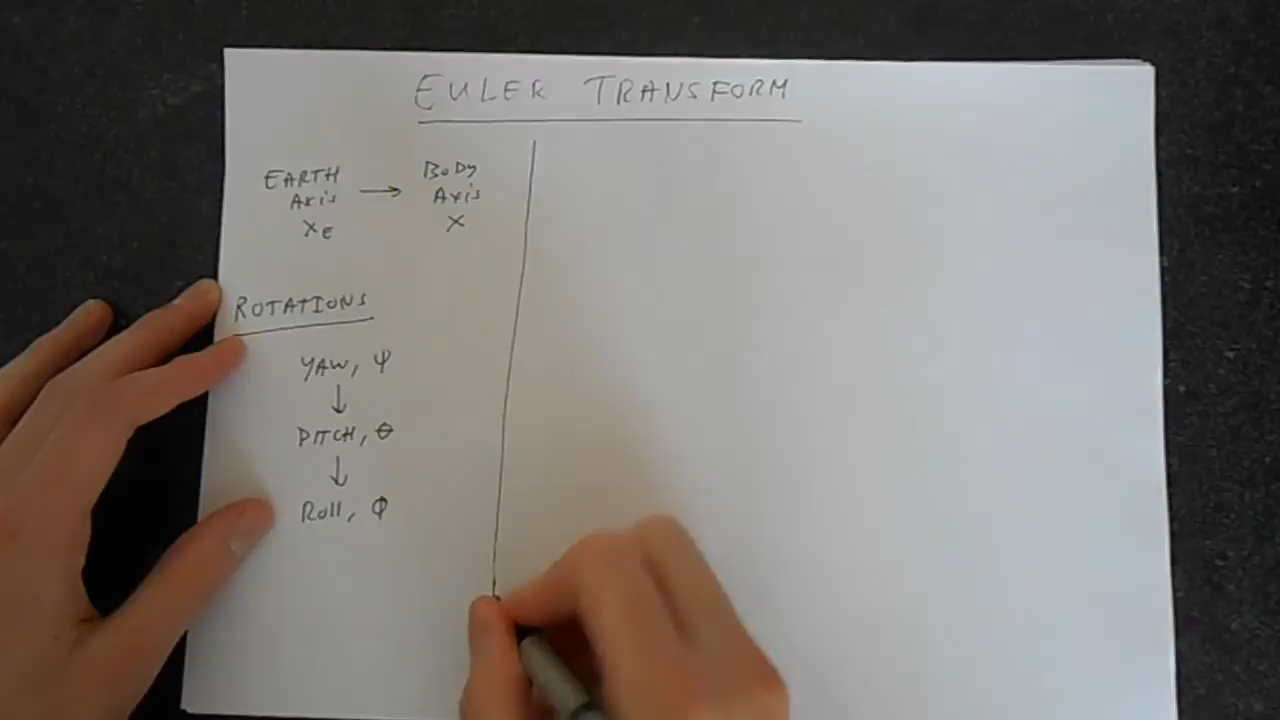 EULER TRANSFORM
EARTH Axis XE → BODY Axis X
ROTATIONS
YAW, ψ
↓
PITCH, θ
↓
Roll, Φ